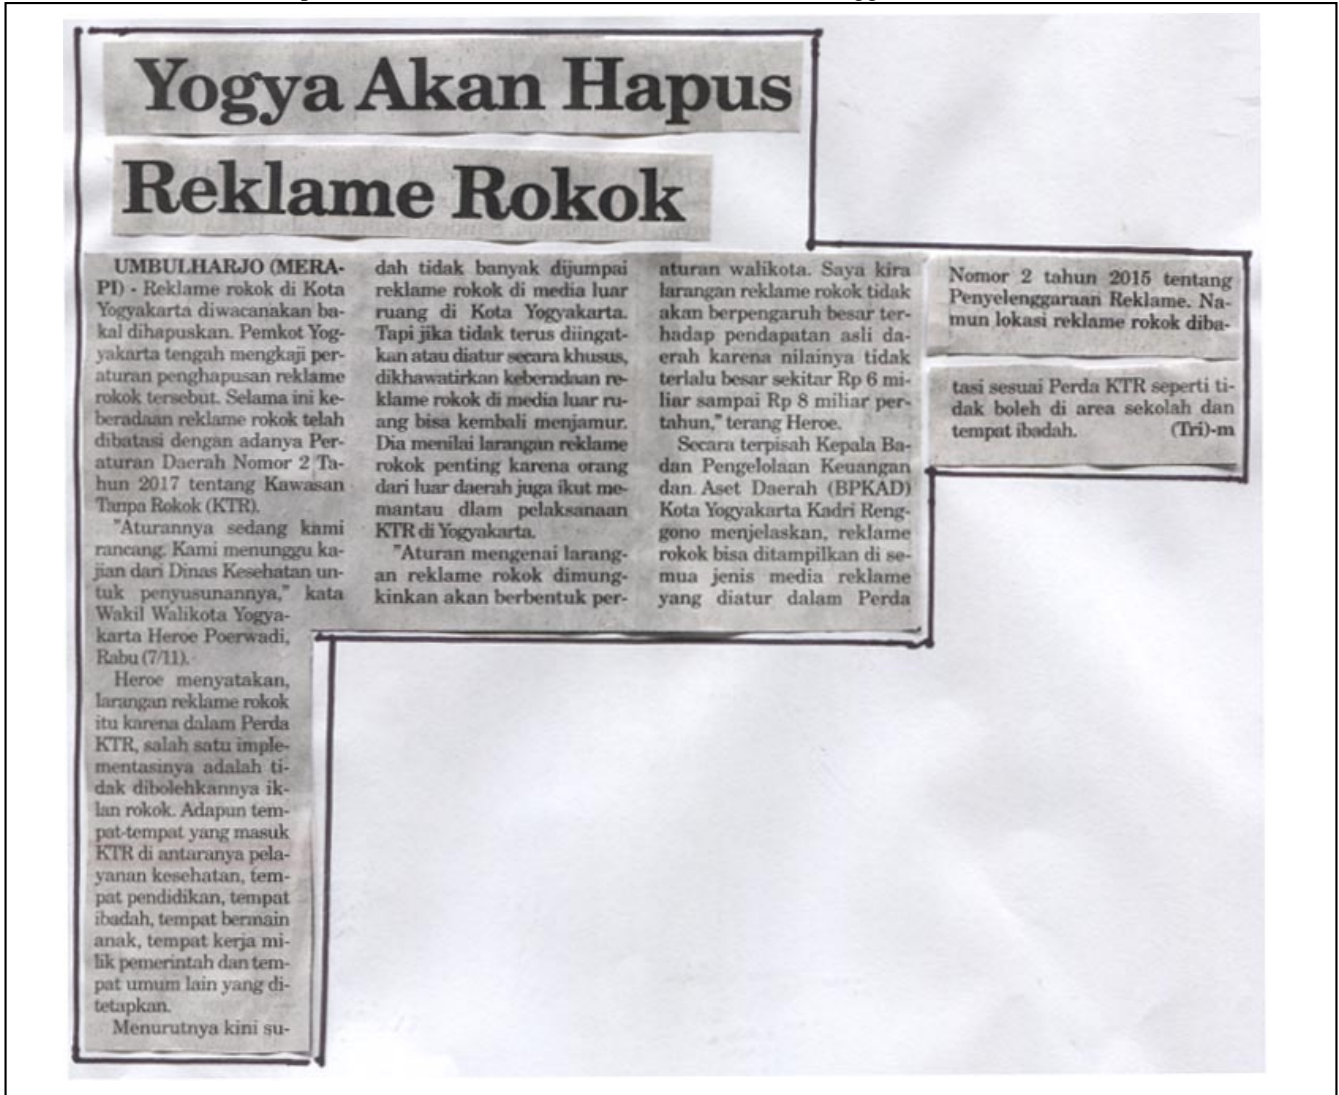 Yogya Akan Hapus
Reklame Rokok
UMBULHARJO (MERA-
PI) - Reklame rokok di Kota
Yogyakarta diwacanakan ba-
kal dihapuskan. Pemkot Yog-
yakarta tengah mengkaji per-
aturan penghapusan reklame
rokok tersebut. Selama ini ke-
beradaan reklame rokok telah
dibatasi dengan adanya Per-
aturan Daerah Nomor 2 Ta-
hun 2017 tentang Kawasan
Tanpa Rokok (KTR).
"Aturannya sedang kami
rancang. Kami menunggu ka-
jian dari Dinas Kesehatan un-
tuk penyusunannya," kata
Wakil Walikota Yogya-
karta Heroe Poerwadi,
Rabu (7/11).
Heroe menyatakan,
larangan reklame rokok
itu karena dalam Perda
KTR, salah satu imple-
mentasinya adalah ti-
dak dibolehkannya ik-
lan rokok. Adapun tem-
pat-tempat yang masuk
KTR di antaranya pela-
yanan kesehatan, tem-
pat pendidikan, tempat
ibadah, tempat bermain
anak, tempat kerja mi-
lik pemerintah dan tem-
pat umum lain yang di-
tetapkan.
Menurutnya kini su-
dah tidak banyak dijumpai
reklame rokok di media luar
ruang di Kota Yogyakarta.
Tapi jika tidak terus diingat-
kan atau diatur secara khusus,
dikhawatirkan keberadaan re-
klame rokok di media luar ru-
ang bisa kembali menjamur.
Dia menilai larangan reklame
rokok penting karena orang
dari luar daerah juga ikut me-
mantau dlam pelaksanaan
KTR di Yogyakarta.
"Aturan mengenai larang-
an reklame rokok dimung-
kinkan akan berbentuk per-
aturan walikota. Saya kira
larangan reklame rokok tidak
akan berpengaruh besar ter-
hadap pendapatan asli da-
erah karena nilainya tidak
terlalu besar sekitar Rp 6 mi-
liar sampai Rp 8 miliar per-
tahun," terang Heroe.
Secara terpisah Kepala Ba-
dan Pengelolaan Keuangan
dan Aset Daerah (BPKAD)
Kota Yogyakarta Kadri Reng-
gono menjelaskan, reklame
rokok bisa ditampilkan di se-
mua jenis media reklame
yang diatur dalam Perda
Nomor 2 tahun 2015 tentang
Penyelenggaraan Reklame. Na-
mun lokasi reklame rokok diba-
tasi sesuai Perda KTR seperti ti-
dak boleh di area sekolah dan
tempat ibadah. (Tri)-m